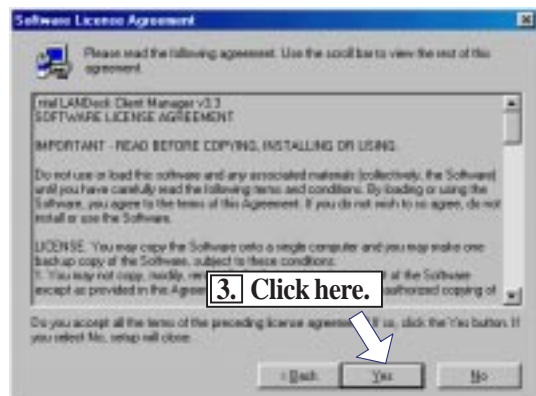 Software License Agreement
Please read the following agreement. Use the scroll bar to view the rest of this
agreement.
Intel LANDesk Client Manager v3.3
SOFTWARE LICENSE AGREEMENT
IMPORTANT - READ BEFORE COPYING, INSTALLING OR USING.
Do not use or load this software and any associated materials (collectively, the Software)
until you have carefully read the following terms and conditions. By loading or using the
Software, you agree to the terms of this Agreement. If you do not wish to so agree, do not
install or use the Software.
LICENSE. You may copy the Software onto a single computer and you may make one
backup copy of the Software, subject to these conditions:
1. You may not copy, modify, of the Software
except as provided in this authorized copying of
3. Click here.
Do you accept all the terms of the preceding license If so, click the Yes button. If
you select No, setup will close.
< Back Yes No